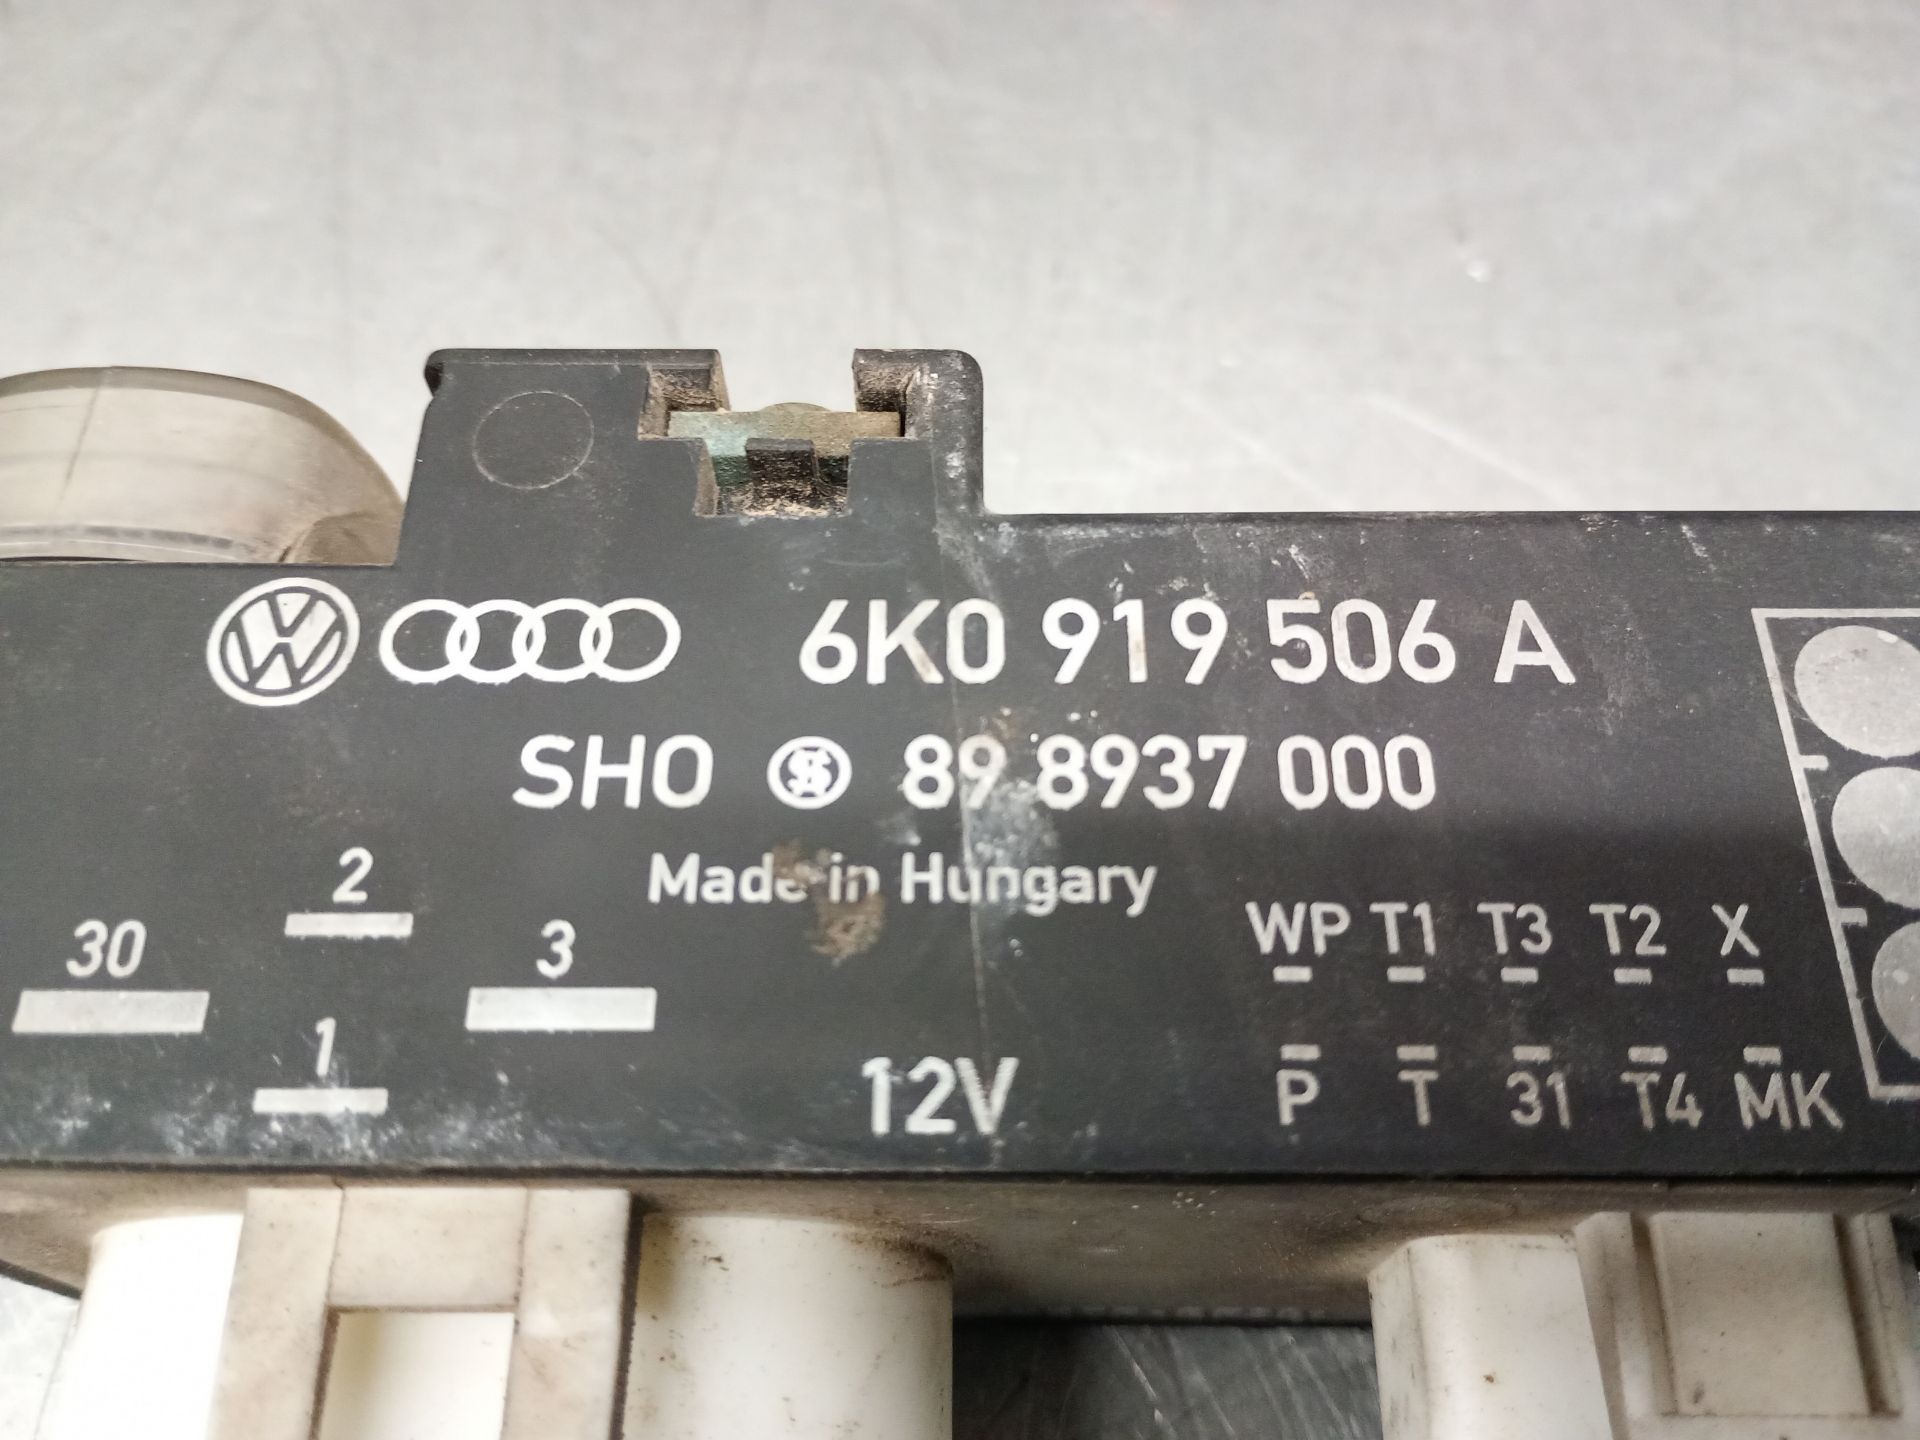 6K0 919 506 A
SHO 89 8937 000
Made in Hungary
2
30
3
1
12V
WP T1 T3 T2 X
P T 31 T4 MK